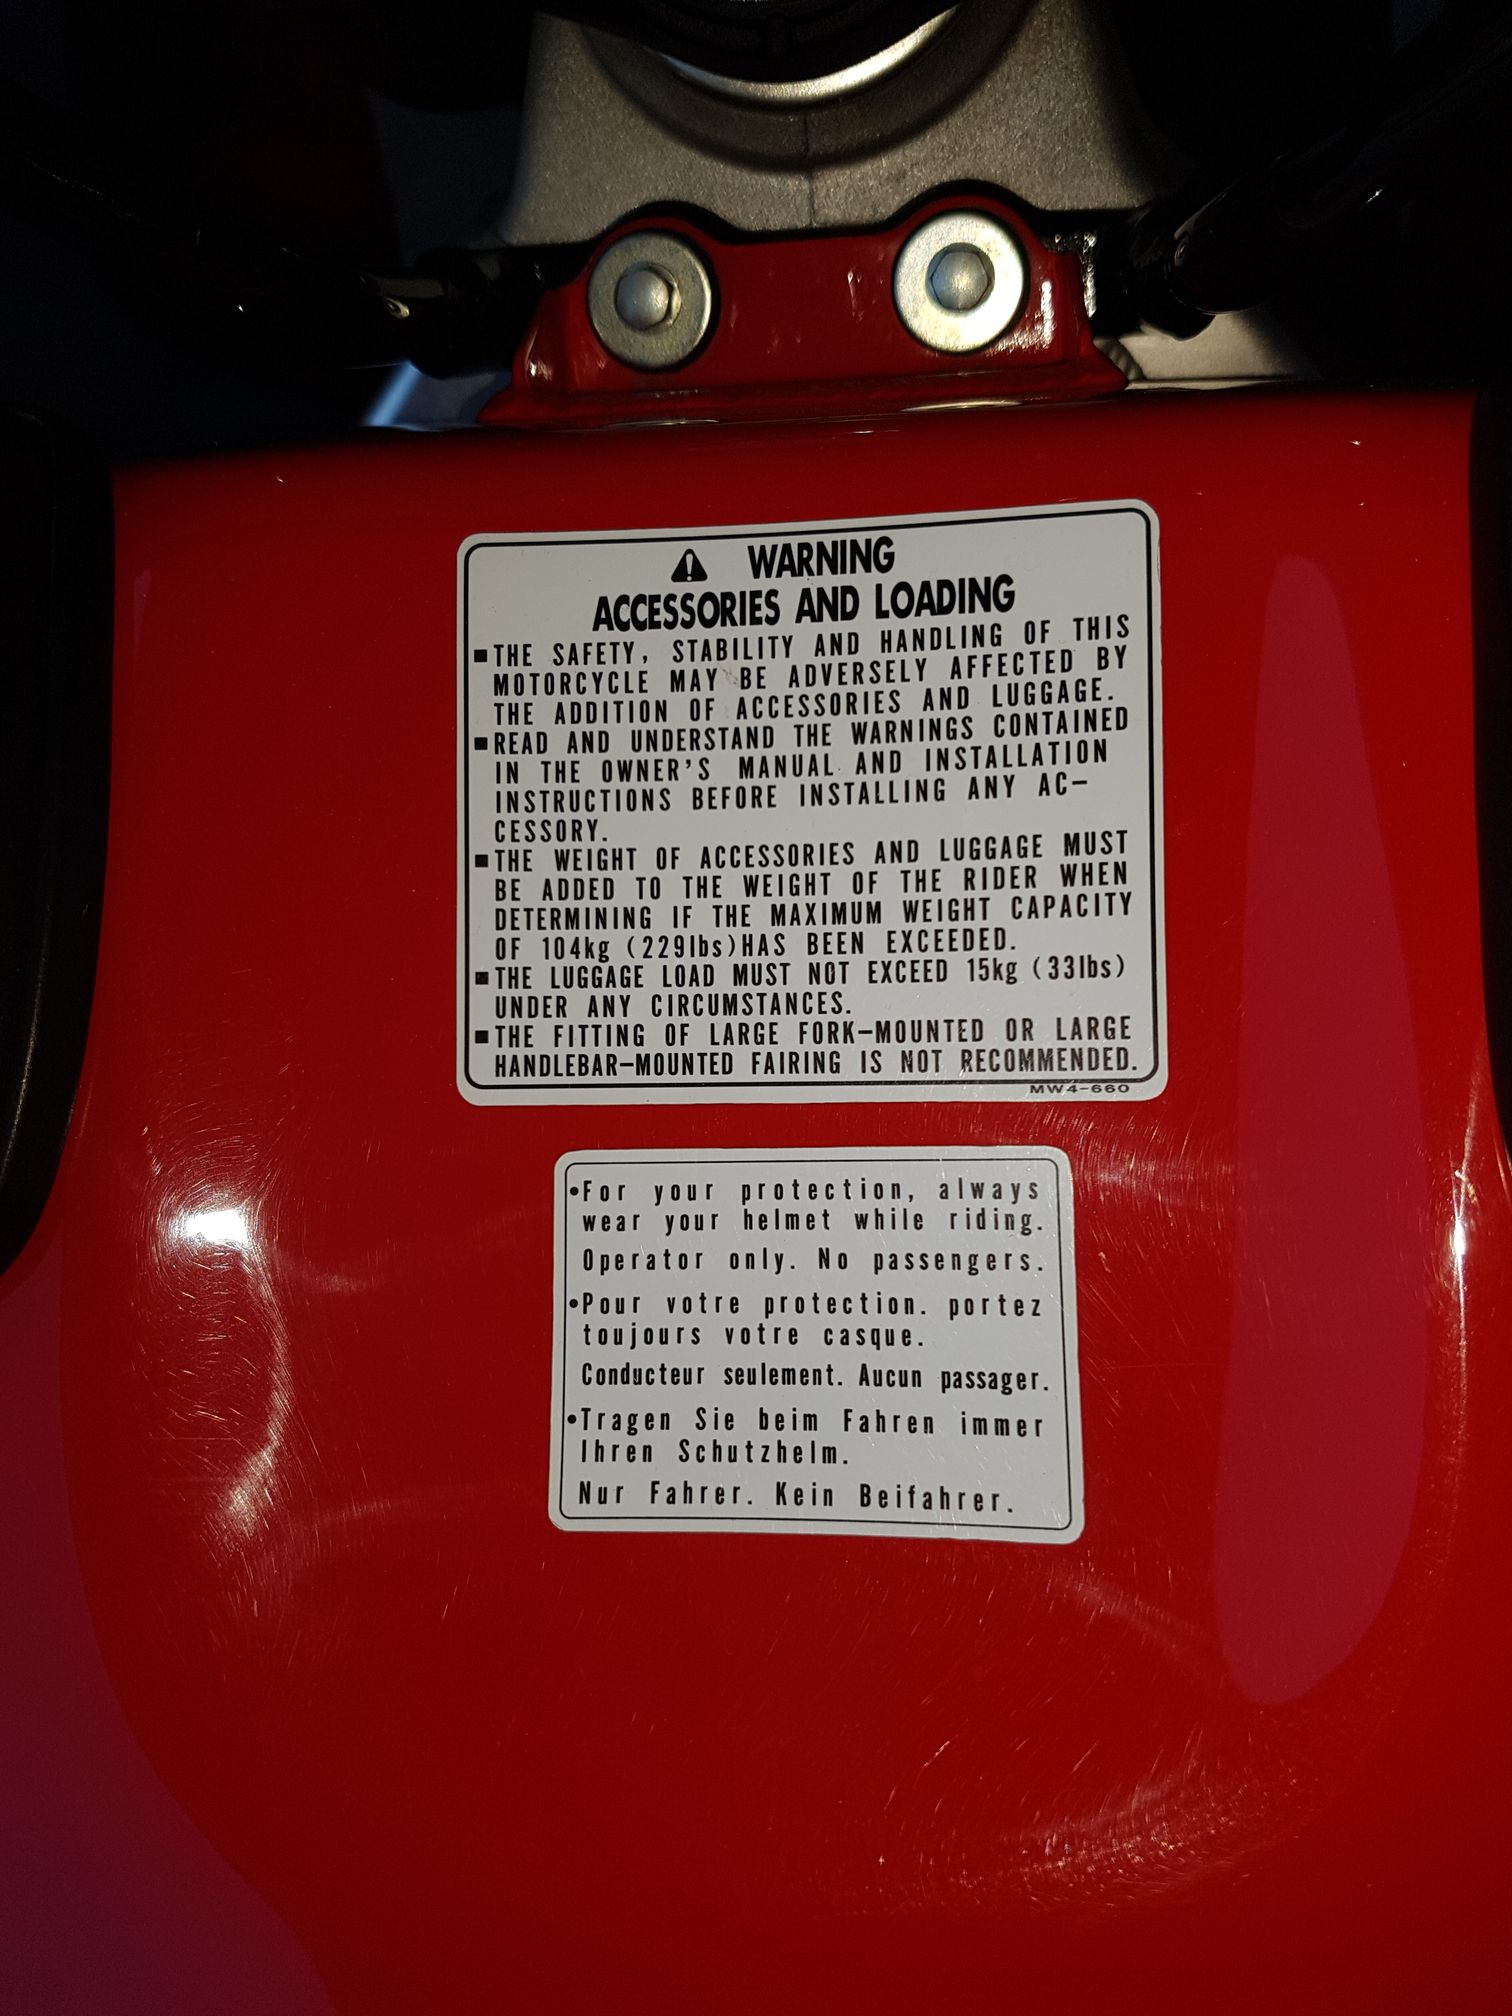 ⚠ WARNING
ACCESSORIES AND LOADING
■THE SAFETY, STABILITY AND HANDLING OF THIS
MOTORCYCLE MAY BE ADVERSELY AFFECTED BY
THE ADDITION OF ACCESSORIES AND LUGGAGE.
■READ AND UNDERSTAND THE WARNINGS CONTAINED
IN THE OWNER'S MANUAL AND INSTALLATION
INSTRUCTIONS BEFORE INSTALLING ANY AC-
CESSORY.
■THE WEIGHT OF ACCESSORIES AND LUGGAGE MUST
BE ADDED TO THE WEIGHT OF THE RIDER WHEN
DETERMINING IF THE MAXIMUM WEIGHT CAPACITY
OF 104kg (229lbs)HAS BEEN EXCEEDED.
■THE LUGGAGE LOAD MUST NOT EXCEED 15kg (33lbs)
UNDER ANY CIRCUMSTANCES.
■THE FITTING OF LARGE FORK-MOUNTED OR LARGE
HANDLEBAR-MOUNTED FAIRING IS NOT RECOMMENDED.
MW4-660
•For your protection, always
wear your helmet while riding.
Operator only. No passengers.
•Pour votre protection. portez
toujours votre casque.
Conducteur seulement. Aucun passager.
•Tragen Sie beim Fahren immer
Ihren Schutzhelm.
Nur Fahrer. Kein Beifahrer.